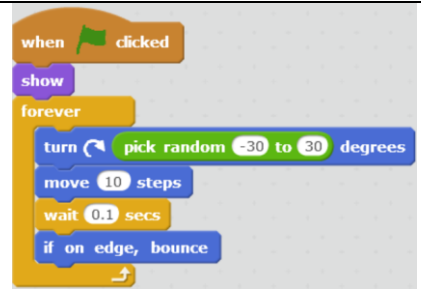 when clicked
show
forever
turn pick random -30 to 30 degrees
move 10 steps
wait 0.1 secs
if on edge, bounce